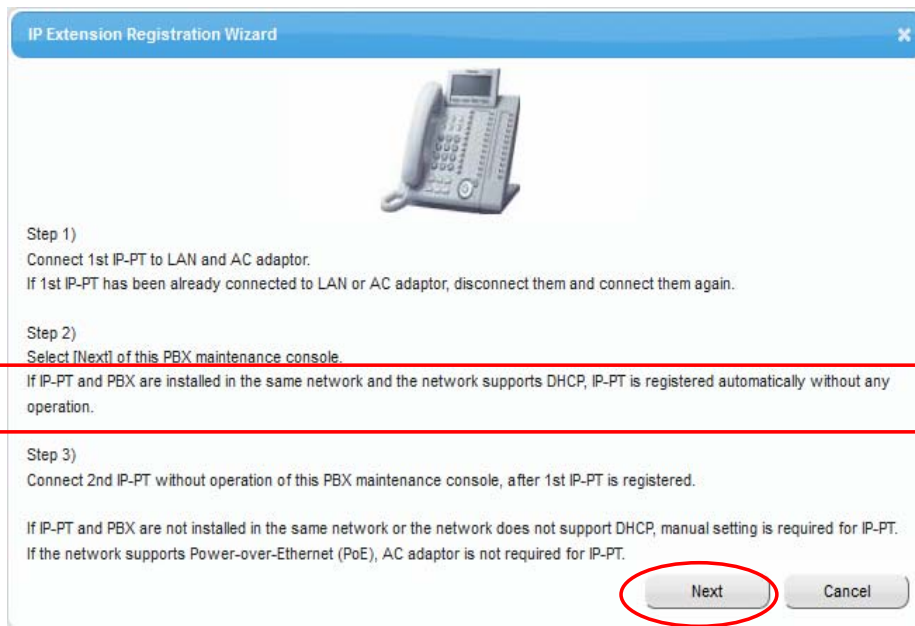 IP Extension Registration Wizard
Step 1)
Connect 1st IP-PT to LAN and AC adaptor.
If 1st IP-PT has been already connected to LAN or AC adaptor, disconnect them and connect them again.
Step 2)
Select [Next] of this PBX maintenance console.
If IP-PT and PBX are installed in the same network and the network supports DHCP, IP-PT is registered automatically without any
operation.
Step 3)
Connect 2nd IP-PT without operation of this PBX maintenance console, after 1st IP-PT is registered.
If IP-PT and PBX are not installed in the same network or the network does not support DHCP, manual setting is required for IP-PT.
If the network supports Power-over-Ethernet (PoE), AC adaptor is not required for IP-PT.
Next Cancel